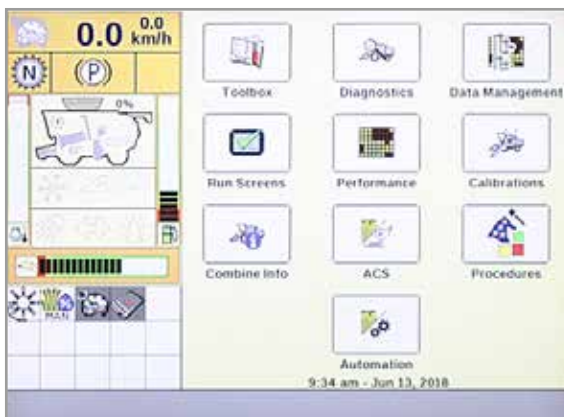 0.0 0.0
km/h
N (P)
Toolbox Diagnostics Data Management
0%
Run Screens Performance Calibrations
Combine Info ACS Procedures
MAN
Automation
9:34 am - Jun 13, 2018